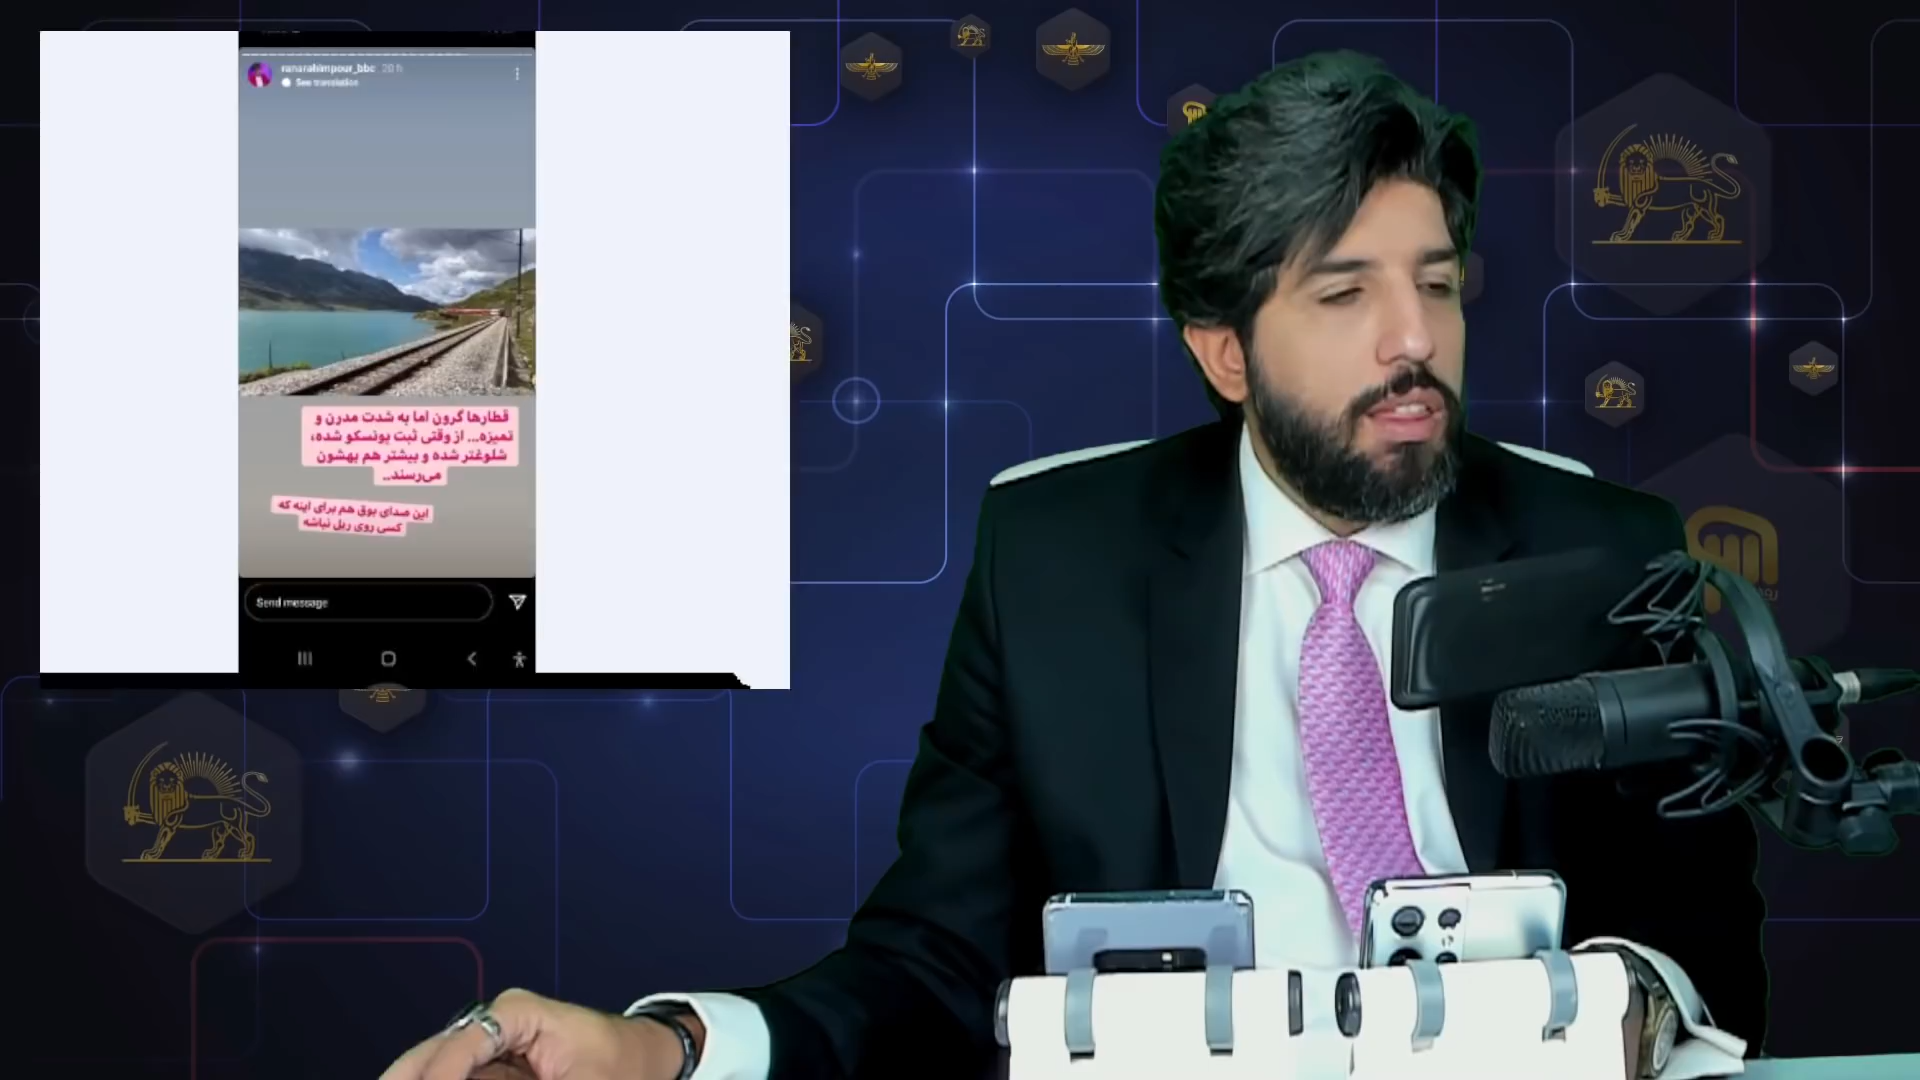 ranarahimpour_bbc 20 h
See translation
قطارها گرون اما به شدت مدرن و
تمیزه... از وقتی ثبت یونسکو شده،
شلوغتر شده و بیشتر هم بهشون
می‌رسند..
این صدای بوق هم برای اینه که
کسی روی ریل نباشه
Send message